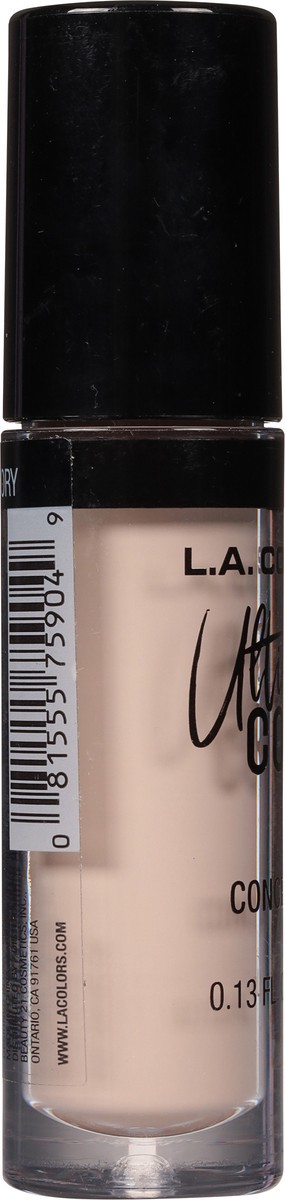 ORY
0 81555 75904 9
BEAUTY 21 COSMETICS, INC.
ONTARIO, CA 91761 USA
WWW.LACOLORS.COM
L.A. CO
Ult
CO
CONC
0.13 FL